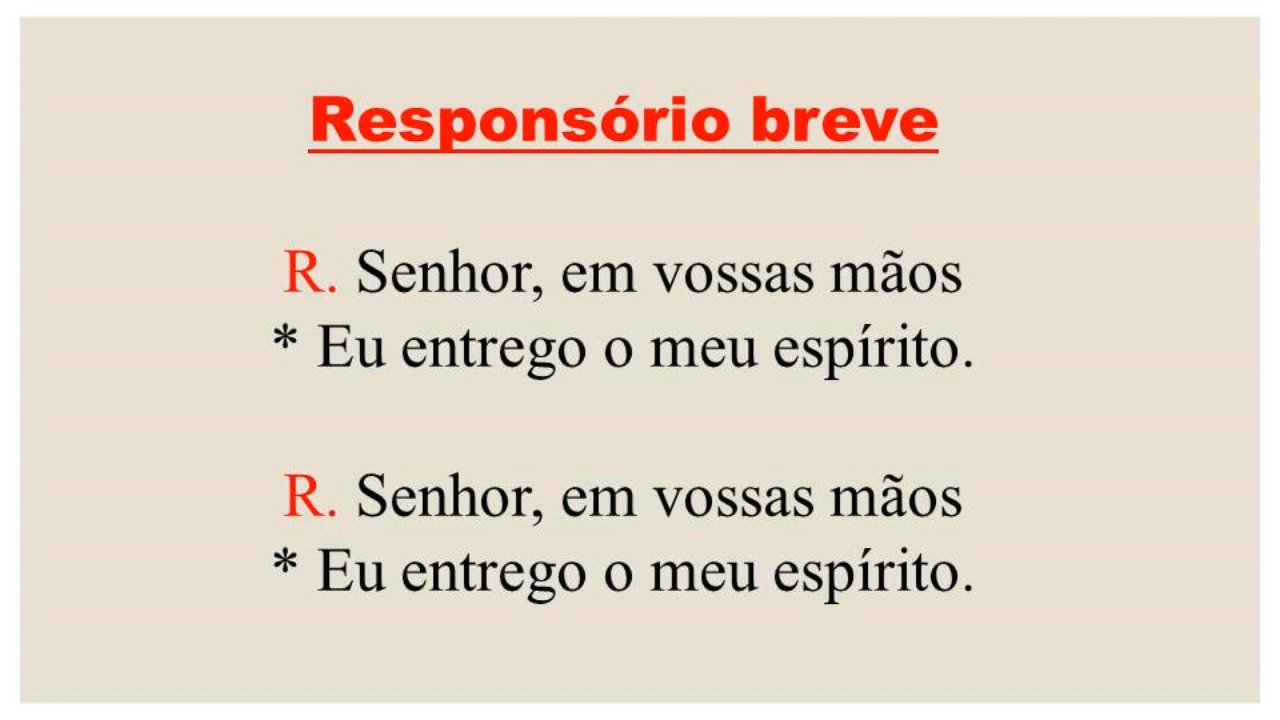 Responsório breve
R. Senhor, em vossas mãos
* Eu entrego o meu espírito.
R. Senhor, em vossas mãos
* Eu entrego o meu espírito.